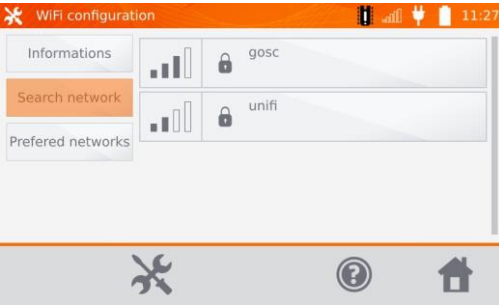 WiFi configuration
11:27
Informations
Search network
Prefered networks
gosc
unifi